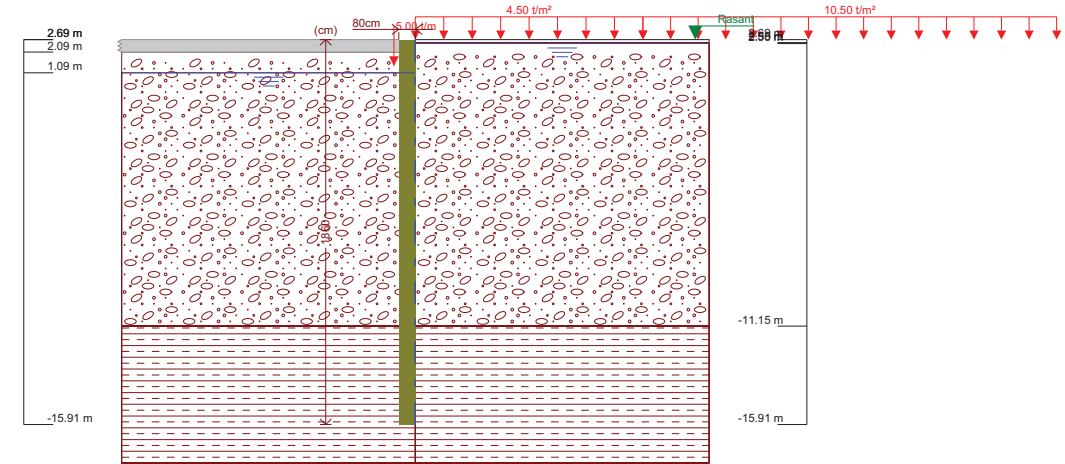 4.50 t/m²
10.50 t/m²
80cm
5.00 t/m
Rasant
(cm)
2.69 m
2.09 m
1.09 m
1860
-11.15 m
-15.91 m
-15.91 m